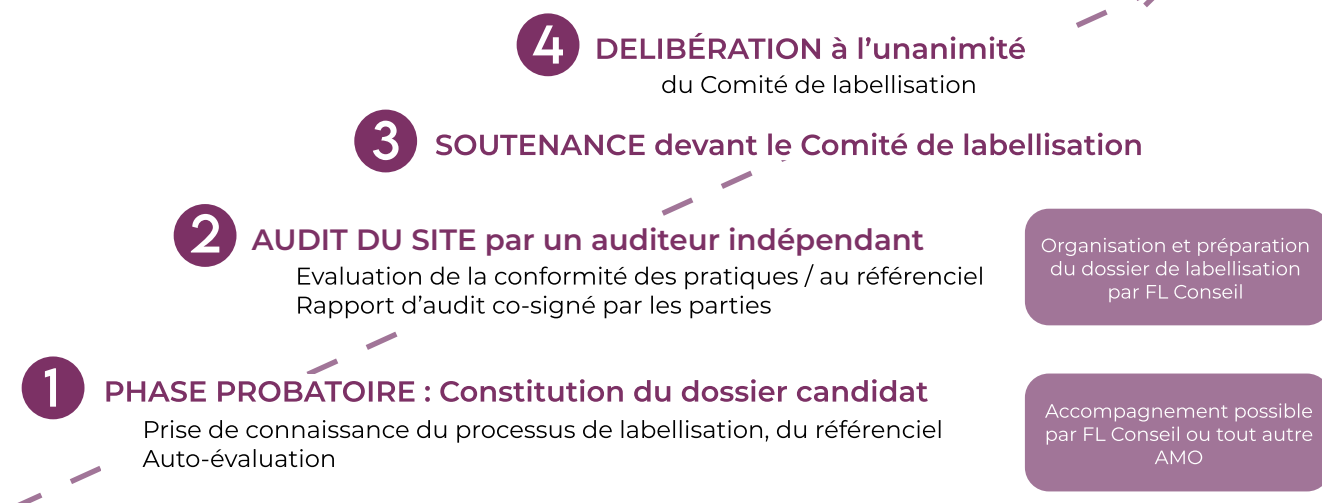 4 DELIBÉRATION à l'unanimité
du Comité de labellisation
3 SOUTENANCE devant le Comité de labellisation
2 AUDIT DU SITE par un auditeur indépendant
Evaluation de la conformité des pratiques / au référenciel
Rapport d'audit co-signé par les parties
Organisation et préparation
du dossier de labellisation
par FL Conseil
1 PHASE PROBATOIRE : Constitution du dossier candidat
Prise de connaissance du processus de labellisation, du référenciel
Auto-évaluation
Accompagnement possible
par FL Conseil ou tout autre
AMO